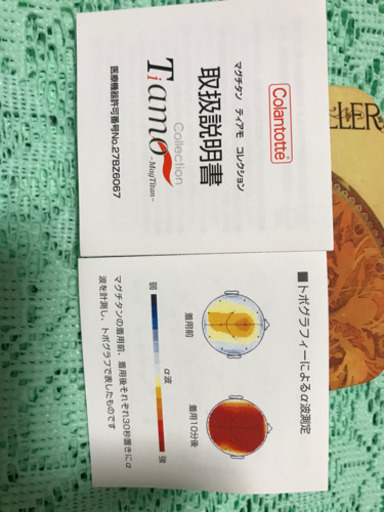 Colantotte®
マグチタン ティアモ コレクション
取扱説明書
Collection
Tiamo
-MagTitan-
医療機器許可番号No.27BZ6067
LLER
■トポグラフィーによるα波測定
着用前
着用10分後
弱
α波
強
マグチタンの着用前、着用後それぞれ30秒置きにα
波を計測し、トポグラフで表したものです